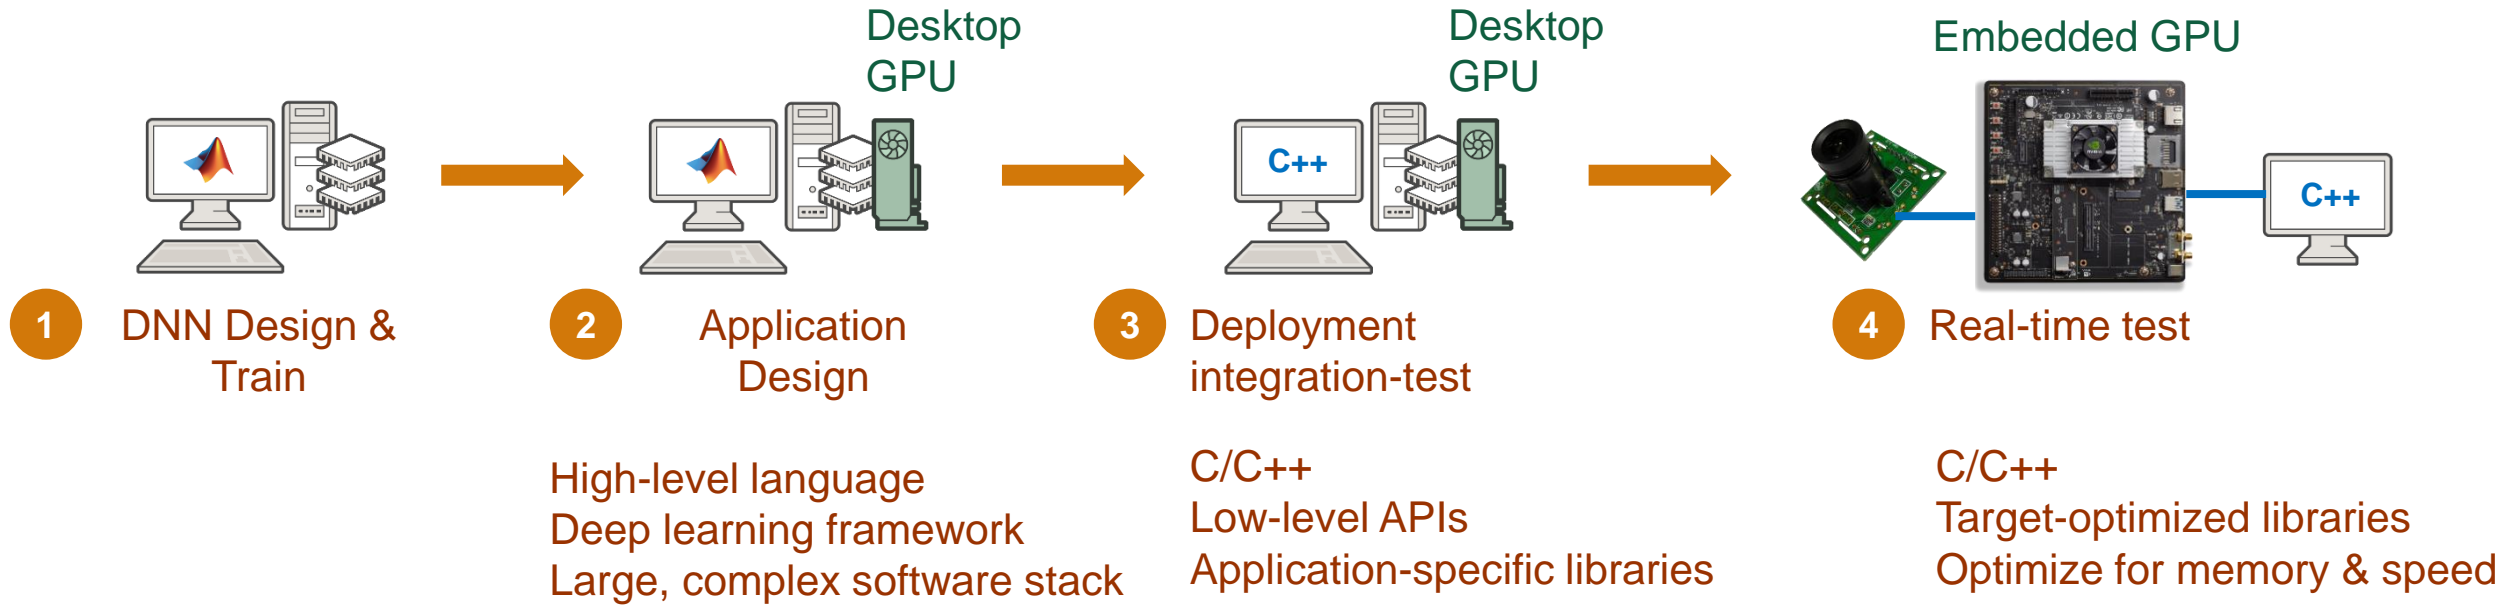 Desktop
GPU
Desktop
GPU
Embedded GPU
C++
C++
1
DNN Design &
Train
2
Application
Design
3
Deployment
integration-test
4
Real-time test
High-level language
Deep learning framework
Large, complex software stack
C/C++
Low-level APIs
Application-specific libraries
C/C++
Target-optimized libraries
Optimize for memory & speed